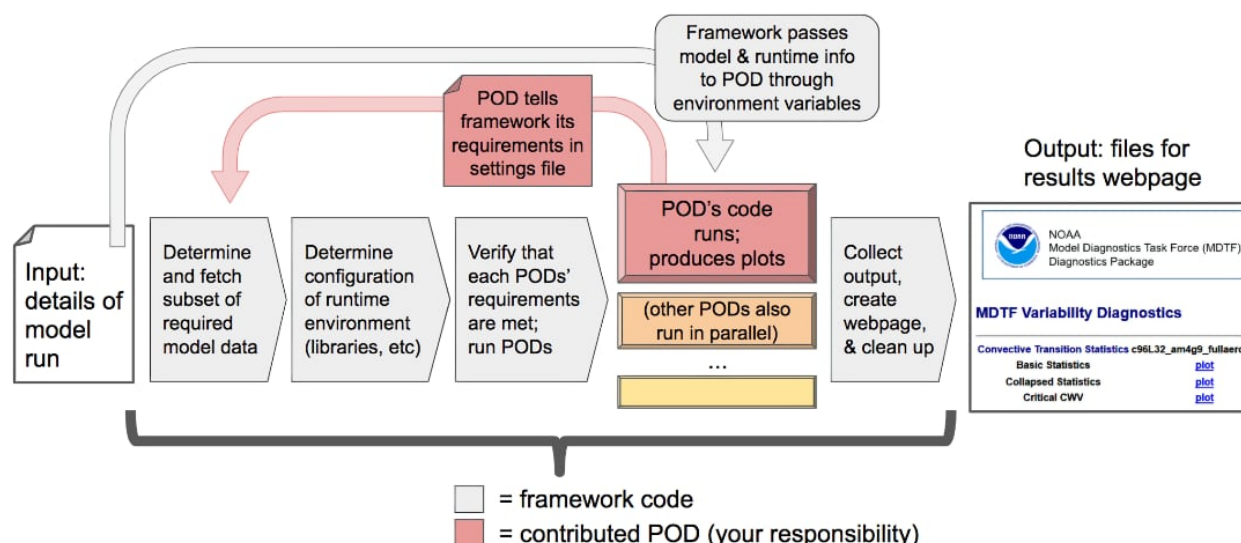 Framework passes
model & runtime info
to POD through
environment variables
POD tells
framework its
requirements in
settings file
Input:
details of
model
run
Determine
and fetch
subset of
required
model data
Determine
configuration
of runtime
environment
(libraries, etc)
Verify that
each PODs'
requirements
are met;
run PODs
POD's code
runs;
produces plots
(other PODs also
run in parallel)
...
Collect
output,
create
webpage,
& clean up
Output: files for
results webpage
NOAA
NOAA
Model Diagnostics Task Force (MDTF)
Diagnostics Package
MDTF Variability Diagnostics
Convective Transition Statistics c96L32_am4g9_fullaero
Basic Statistics plot
Collapsed Statistics plot
Critical CWV plot
= framework code
= contributed POD (your responsibility)